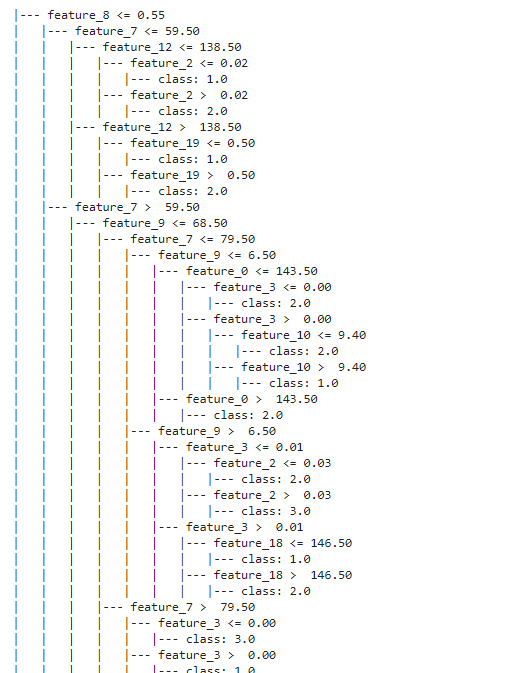 |--- feature_8 <= 0.55
|   |--- feature_7 <= 59.50
|   |   |--- feature_12 <= 138.50
|   |   |   |--- feature_2 <= 0.02
|   |   |   |   |--- class: 1.0
|   |   |   |--- feature_2 >  0.02
|   |   |   |   |--- class: 2.0
|   |   |--- feature_12 >  138.50
|   |   |   |--- feature_19 <= 0.50
|   |   |   |   |--- class: 1.0
|   |   |   |--- feature_19 >  0.50
|   |   |   |   |--- class: 2.0
|   |--- feature_7 >  59.50
|   |   |--- feature_9 <= 68.50
|   |   |   |--- feature_7 <= 79.50
|   |   |   |   |--- feature_9 <= 6.50
|   |   |   |   |   |--- feature_0 <= 143.50
|   |   |   |   |   |   |--- feature_3 <= 0.00
|   |   |   |   |   |   |   |--- class: 2.0
|   |   |   |   |   |   |--- feature_3 >  0.00
|   |   |   |   |   |   |   |--- feature_10 <= 9.40
|   |   |   |   |   |   |   |   |--- class: 2.0
|   |   |   |   |   |   |   |--- feature_10 >  9.40
|   |   |   |   |   |   |   |   |--- class: 1.0
|   |   |   |   |   |--- feature_0 >  143.50
|   |   |   |   |   |   |--- class: 2.0
|   |   |   |   |--- feature_9 >  6.50
|   |   |   |   |   |--- feature_3 <= 0.01
|   |   |   |   |   |   |--- feature_2 <= 0.03
|   |   |   |   |   |   |   |--- class: 2.0
|   |   |   |   |   |   |--- feature_2 >  0.03
|   |   |   |   |   |   |   |--- class: 3.0
|   |   |   |   |   |--- feature_3 >  0.01
|   |   |   |   |   |   |--- feature_18 <= 146.50
|   |   |   |   |   |   |   |--- class: 1.0
|   |   |   |   |   |   |--- feature_18 >  146.50
|   |   |   |   |   |   |   |--- class: 2.0
|   |   |   |--- feature_7 >  79.50
|   |   |   |   |--- feature_3 <= 0.00
|   |   |   |   |   |--- class: 3.0
|   |   |   |   |--- feature_3 >  0.00
|   |   |   |   |   |--- class: 1.0